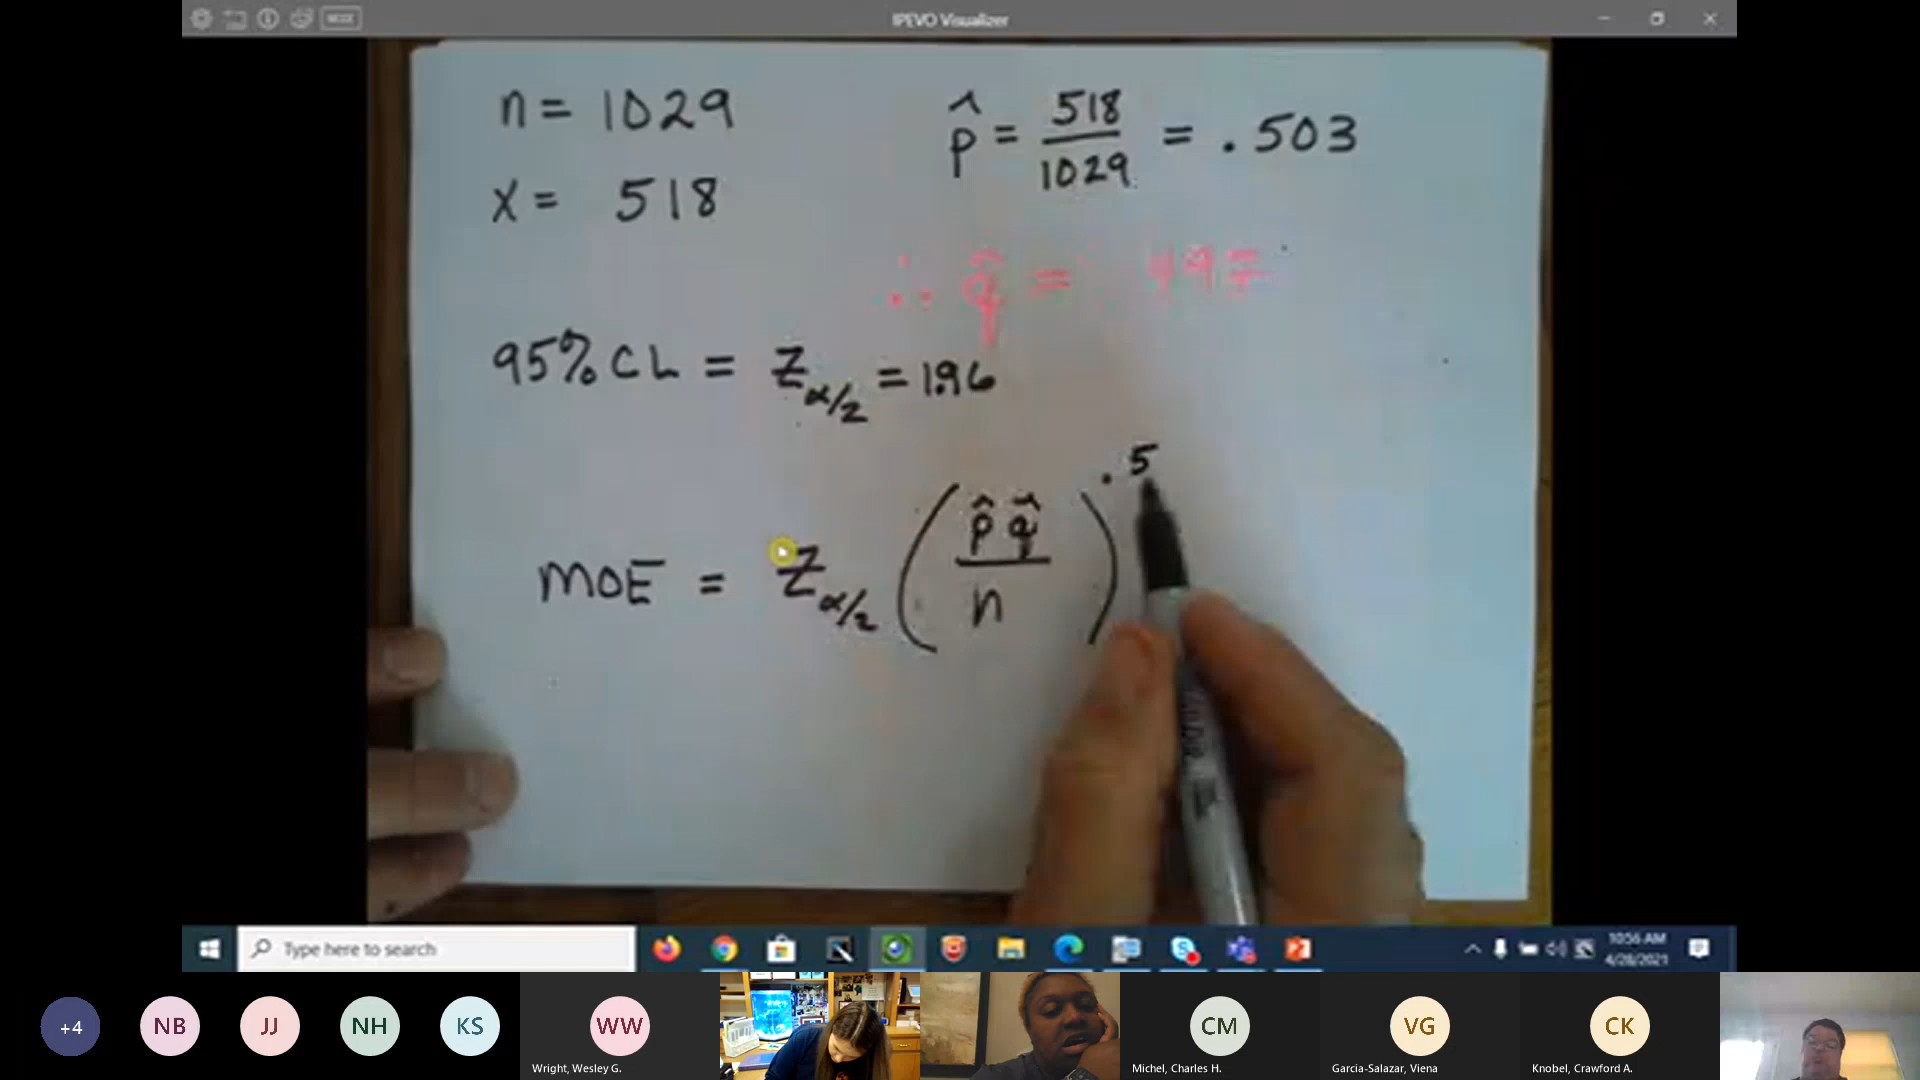 IPEVO Visualizer
MODE
n = 1029
p̂ = 518/1029 = .503
x = 518
∴ q̂ = .497
95% CL = Z α/2 = 1.96
MOE = Z α/2 ( p̂ q̂ / n ) .5
Type here to search
10:56 AM
4/28/2021
+4
NB
JJ
NH
KS
WW
CM
VG
CK
Wright, Wesley G.
Michel, Charles H.
Garcia-Salazar, Viena
Knobel, Crawford A.